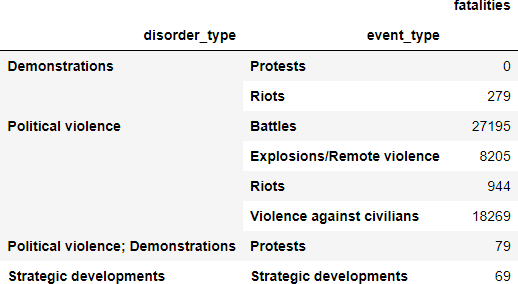 fatalities
disorder_type event_type
Demonstrations Protests 0
Riots 279
Political violence Battles 27195
Explosions/Remote violence 8205
Riots 944
Violence against civilians 18269
Political violence; Demonstrations Protests 79
Strategic developments Strategic developments 69